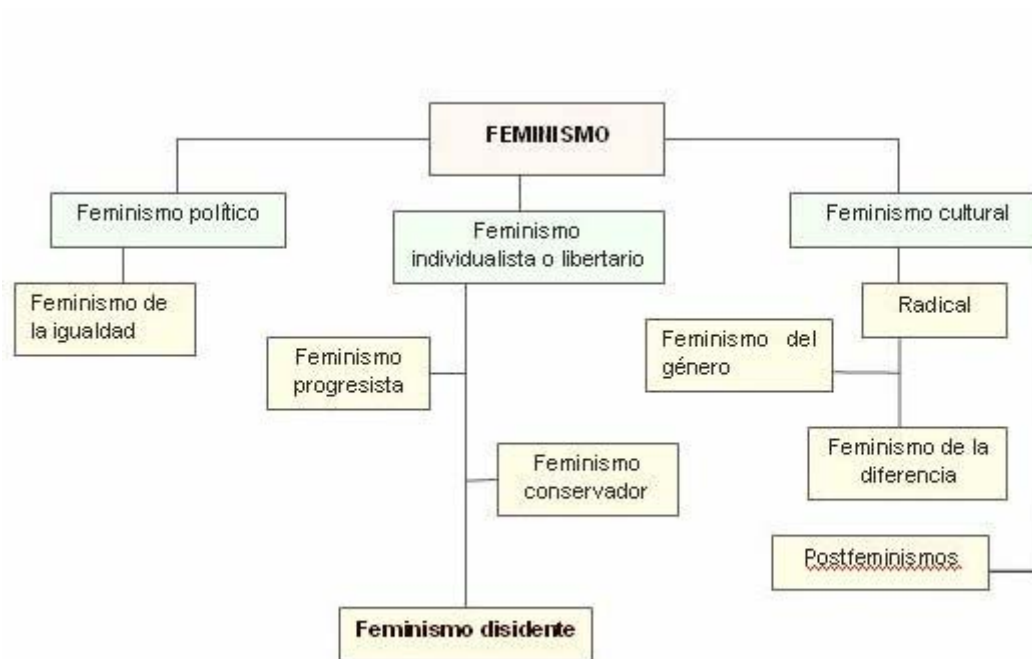 FEMINISMO
Feminismo político
Feminismo
individualista o libertario
Feminismo cultural
Feminismo de
la igualdad
Radical
Feminismo del
género
Feminismo
progresista
Feminismo de la
diferencia
Feminismo
conservador
Postfeminismos
Feminismo disidente